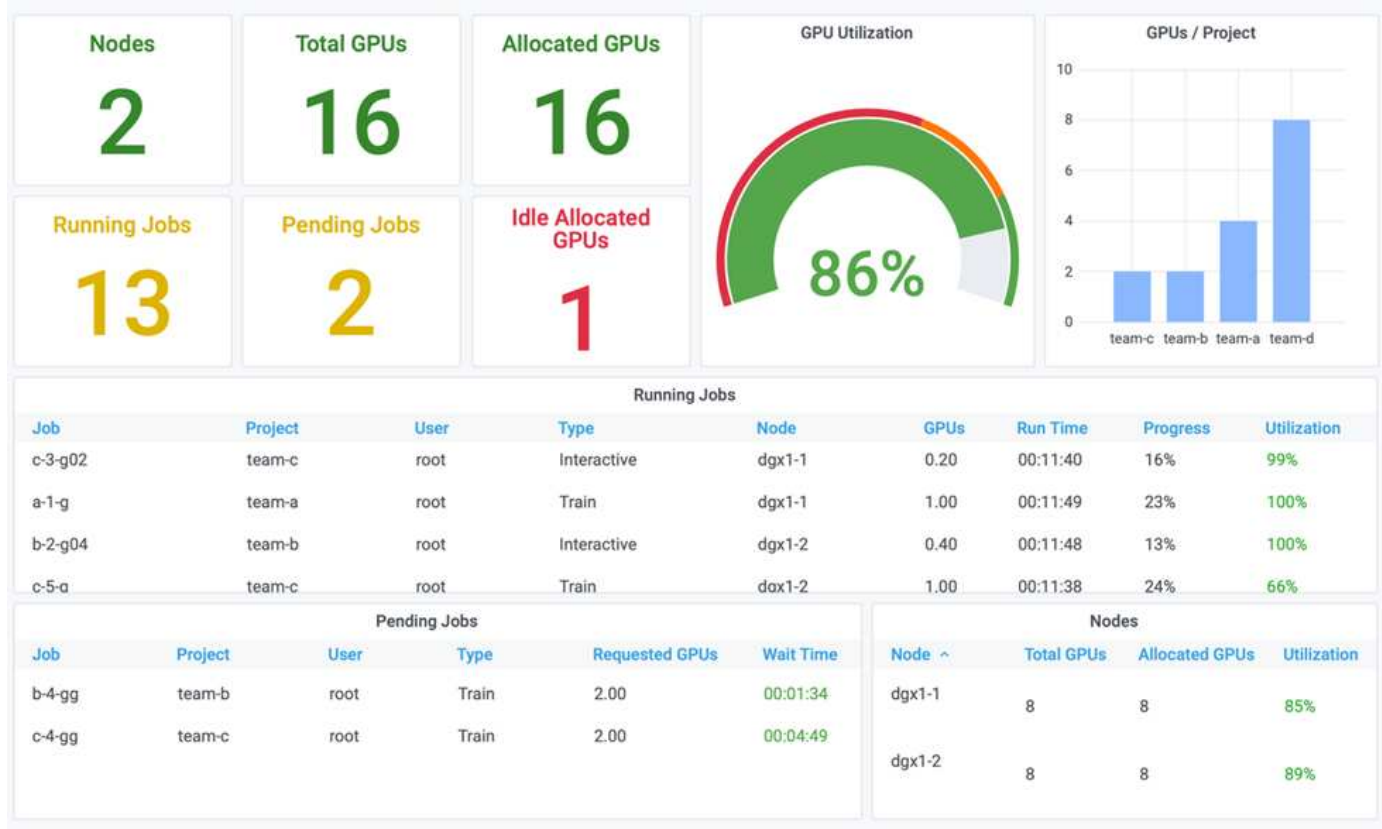 Nodes
2
Total GPUs
16
Allocated GPUs
16
Running Jobs
13
Pending Jobs
2
Idle Allocated
GPUs
1
GPU Utilization
86%
GPUs / Project
10
8
6
4
2
0
team-c team-b team-a team-d
Running Jobs
Job Project User Type Node GPUs Run Time Progress Utilization
c-3-g02 team-c root Interactive dgx1-1 0.20 00:11:40 16% 99%
a-1-g team-a root Train dgx1-1 1.00 00:11:49 23% 100%
b-2-g04 team-b root Interactive dgx1-2 0.40 00:11:48 13% 100%
c-5-g team-c root Train dgx1-2 1.00 00:11:38 24% 66%
Pending Jobs
Job Project User Type Requested GPUs Wait Time
b-4-gg team-b root Train 2.00 00:01:34
c-4-gg team-c root Train 2.00 00:04:49
Nodes
Node Total GPUs Allocated GPUs Utilization
dgx1-1 8 8 85%
dgx1-2 8 8 89%